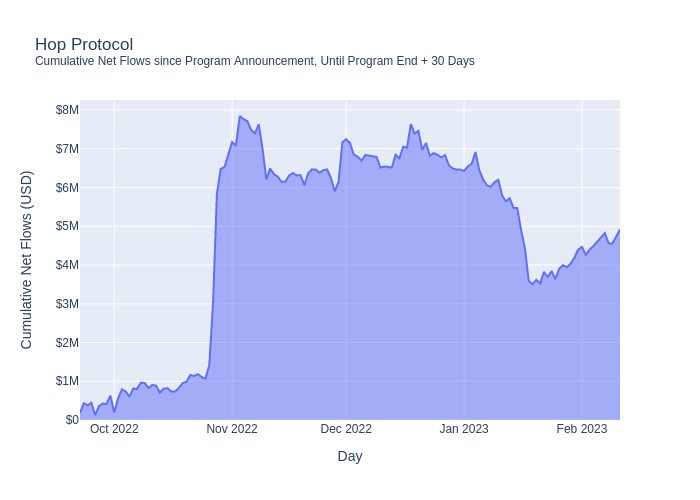 Hop Protocol
Cumulative Net Flows since Program Announcement, Until Program End + 30 Days
Cumulative Net Flows (USD)
$8M
$7M
$6M
$5M
$4M
$3M
$2M
$1M
$0
Oct 2022 Nov 2022 Dec 2022 Jan 2023 Feb 2023
Day